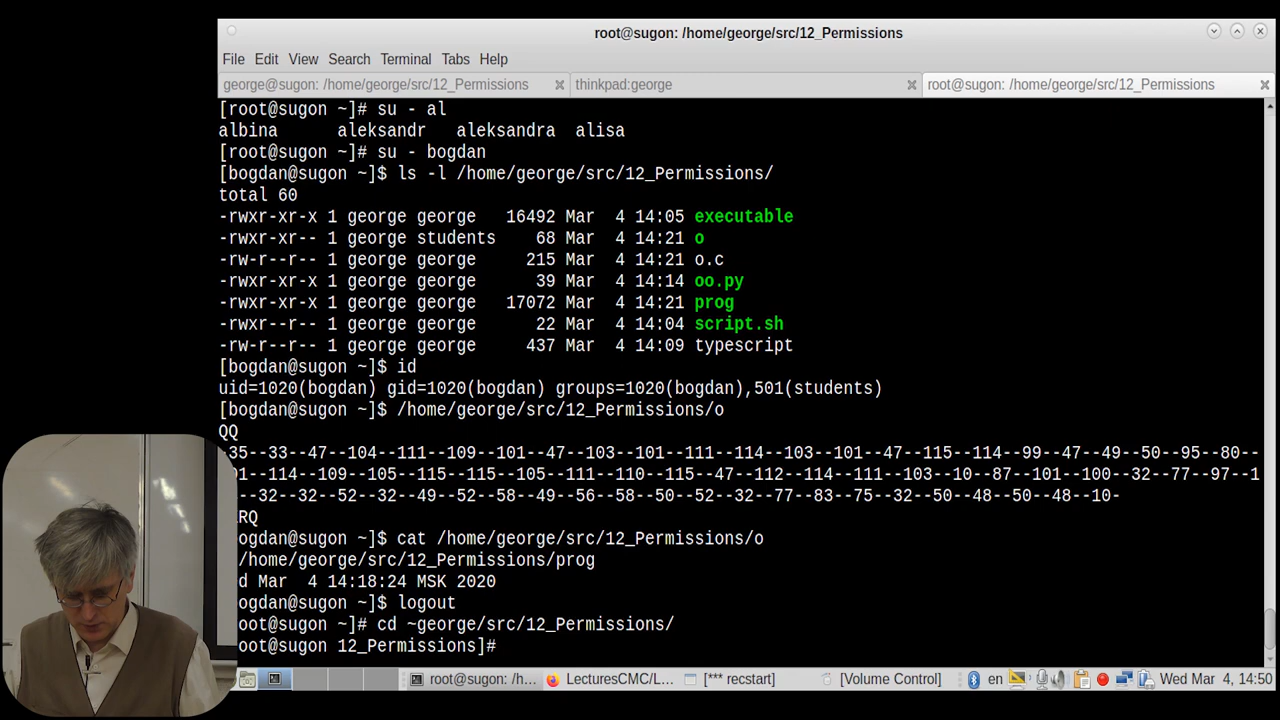 root@sugon: /home/george/src/12_Permissions
File Edit View Search Terminal Tabs Help
george@sugon: /home/george/src/12_Permissions thinkpad:george root@sugon: /home/george/src/12_Permissions
[root@sugon ~]# su - al
albina aleksandr aleksandra alisa
[root@sugon ~]# su - bogdan
[bogdan@sugon ~]$ ls -l /home/george/src/12_Permissions/
total 60
-rwxr-xr-x 1 george george 16492 Mar 4 14:05 executable
-rwxr-xr-- 1 george students 68 Mar 4 14:21 o
-rw-r--r-- 1 george george 215 Mar 4 14:21 o.c
-rwxr-xr-x 1 george george 39 Mar 4 14:14 oo.py
-rwxr-xr-x 1 george george 17072 Mar 4 14:21 prog
-rwxr--r-- 1 george george 22 Mar 4 14:04 script.sh
-rw-r--r-- 1 george george 437 Mar 4 14:09 typescript
[bogdan@sugon ~]$ id
uid=1020(bogdan) gid=1020(bogdan) groups=1020(bogdan),501(students)
[bogdan@sugon ~]$ /home/george/src/12_Permissions/o
QQ
-35--33--47--104--111--109--101--47--103--101--111--114--103--101--47--115--114--99--47--49--50--95--80--
01--114--109--105--115--115--105--111--110--115--47--112--114--111--103--10--87--101--100--32--77--97--1
--32--32--52--32--49--52--58--49--56--58--50--52--32--77--83--75--32--50--48--50--48--10-
RQ
ogdan@sugon ~]$ cat /home/george/src/12_Permissions/o
/home/george/src/12_Permissions/prog
d Mar 4 14:18:24 MSK 2020
ogdan@sugon ~]$ logout
oot@sugon ~]# cd ~george/src/12_Permissions/
oot@sugon 12_Permissions]#
root@sugon: /h... LecturesCMC/L... [*** recstart] [Volume Control] en Wed Mar 4, 14:50